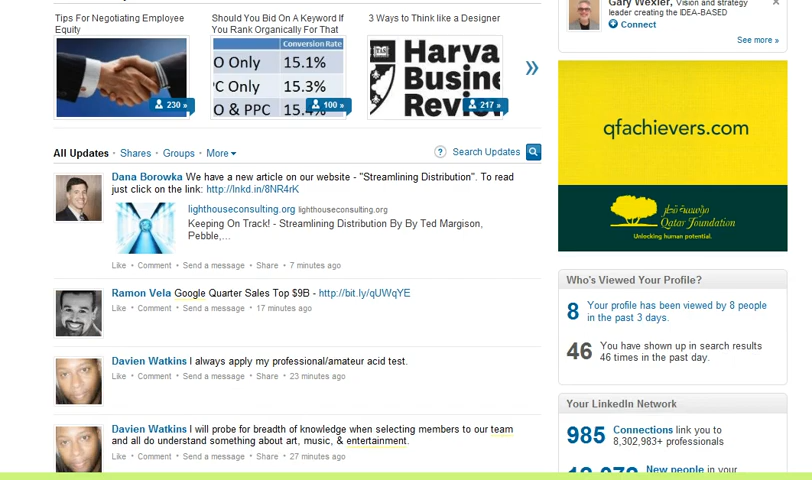 Tips For Negotiating Employee
Equity
230 »
Should You Bid On A Keyword If
You Rank Organically For That
Conversion Rate
O Only 15.1%
C Only 15.3%
O & PPC 15.4%
100 »
3 Ways to Think like a Designer
Harva
Busine
Review
217 »
»
Gary Wexler, Vision and strategy
leader creating the IDEA-BASED
Connect
See more »
All Updates · Shares · Groups · More
? Search Updates
Dana Borowka We have a new article on our website - "Streamlining Distribution". To read
just click on the link: http://lnkd.in/8NR4rK
lighthouseconsulting.org lighthouseconsulting.org
Keeping On Track! - Streamlining Distribution By By Ted Margison,
Pebble,...
Like • Comment • Send a message • Share • 7 minutes ago
Ramon Vela Google Quarter Sales Top $9B - http://bit.ly/qUWqYE
Like • Comment • Send a message • 17 minutes ago
Davien Watkins I always apply my professional/amateur acid test.
Like • Comment • Send a message • Share • 23 minutes ago
Davien Watkins I will probe for breadth of knowledge when selecting members to our team
and all do understand something about art, music, & entertainment.
Like • Comment • Send a message • Share • 27 minutes ago
qfachievers.com
مؤسسة قطر
Qatar Foundation
Unlocking human potential.
Who's Viewed Your Profile?
8 Your profile has been viewed by 8 people
in the past 3 days.
46 You have shown up in search results
46 times in the past day.
Your LinkedIn Network
985 Connections link you to
8,302,983+ professionals
New people in your